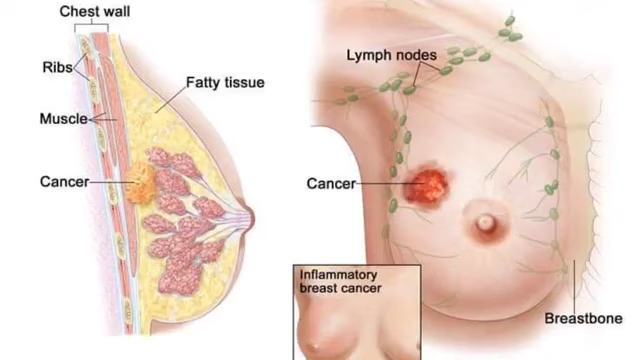 Chest wall
Ribs
Muscle
Cancer
Fatty tissue
Lymph nodes
Cancer
Inflammatory
breast cancer
Breastbone